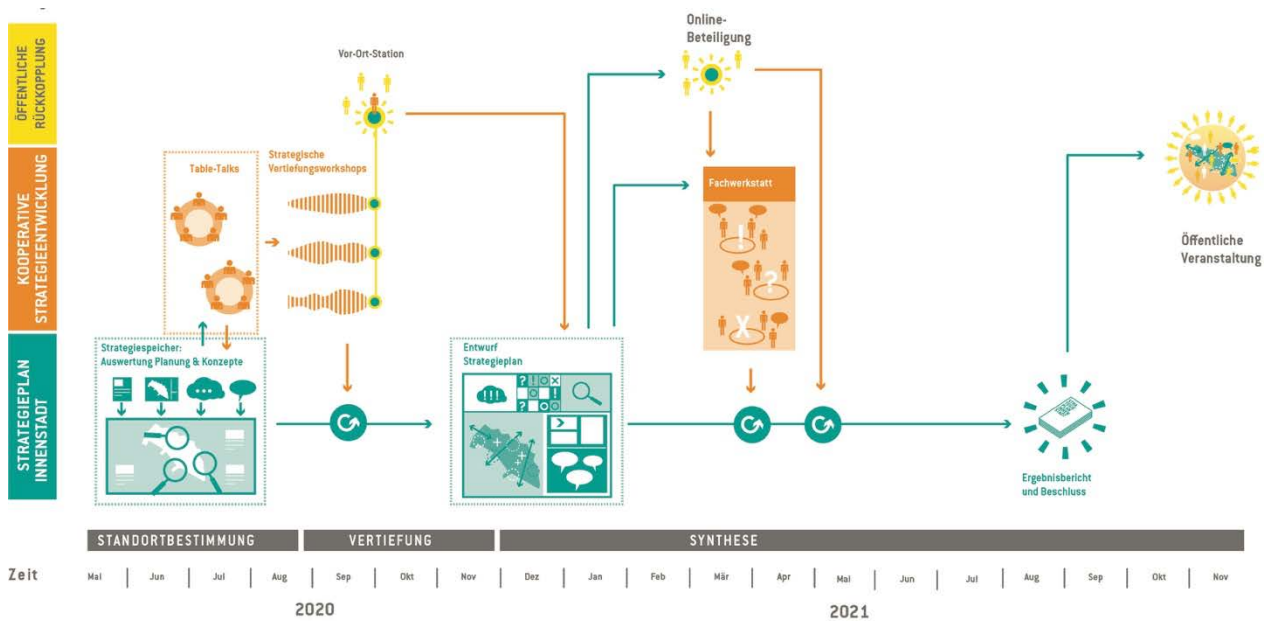 ÖFFENTLICHE
RÜCKKOPPLUNG
KOOPERATIVE
STRATEGIEENTWICKLUNG
STRATEGIEPLAN
INNENSTADT
Vor-Ort-Station
Online-
Beteiligung
Table-Talks
Strategische
Vertiefungsworkshops
Fachwerkstatt
!
?
X
Öffentliche
Veranstaltung
Strategiespeicher:
Auswertung Planung & Konzepte
Entwurf
Strategieplan
!!!
? ! O X
?
Ergebnisbericht
und Beschluss
STANDORTBESTIMMUNG VERTIEFUNG SYNTHESE
Zeit Mai Jun Jul Aug Sep Okt Nov Dez Jan Feb Mär Apr Mai Jun Jul Aug Sep Okt Nov
2020 2021